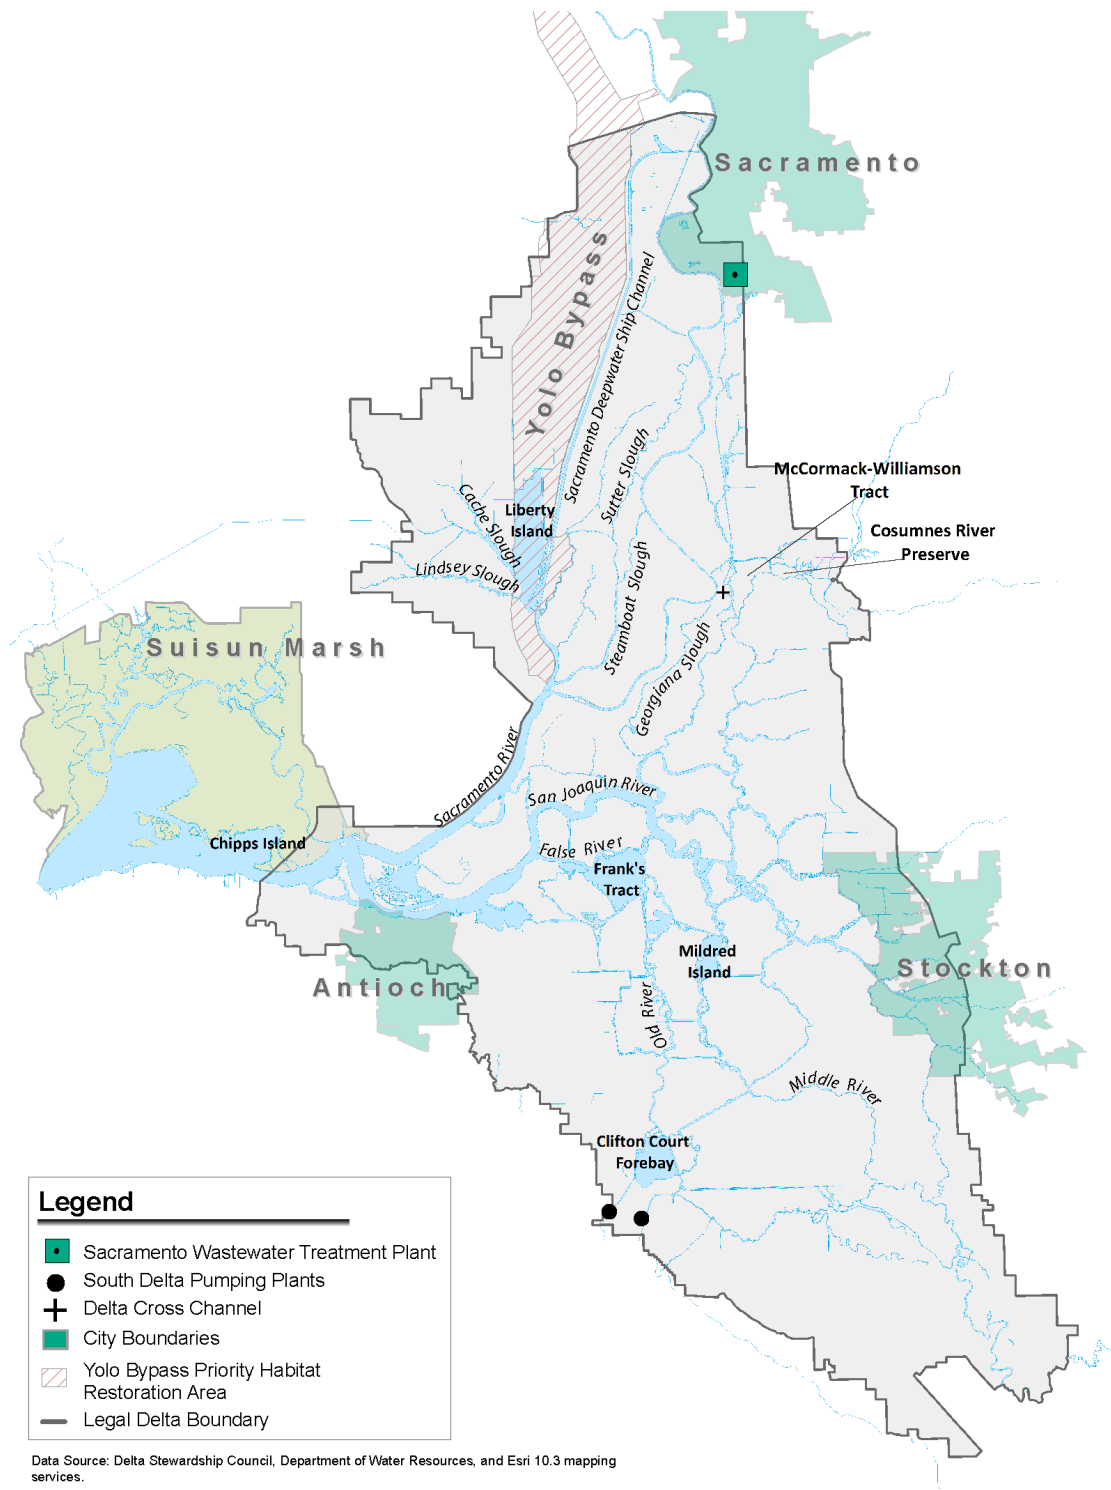 Sacramento
Yolo Bypass
Sacramento Deepwater Ship Channel
Sutter Slough
McCormack-Williamson
Tract
Cache Slough
Liberty
Island
Cosumnes River
Preserve
Lindsey Slough
Steamboat Slough
Suisun Marsh
Georgiana Slough
Sacramento River
San Joaquin River
Chipps Island
False River
Frank's
Tract
Mildred
Island
Stockton
Antioch
Old River
Middle River
Clifton Court
Forebay
Legend
Sacramento Wastewater Treatment Plant
South Delta Pumping Plants
Delta Cross Channel
City Boundaries
Yolo Bypass Priority Habitat
Restoration Area
Legal Delta Boundary
Data Source: Delta Stewardship Council, Department of Water Resources, and Esri 10.3 mapping
services.